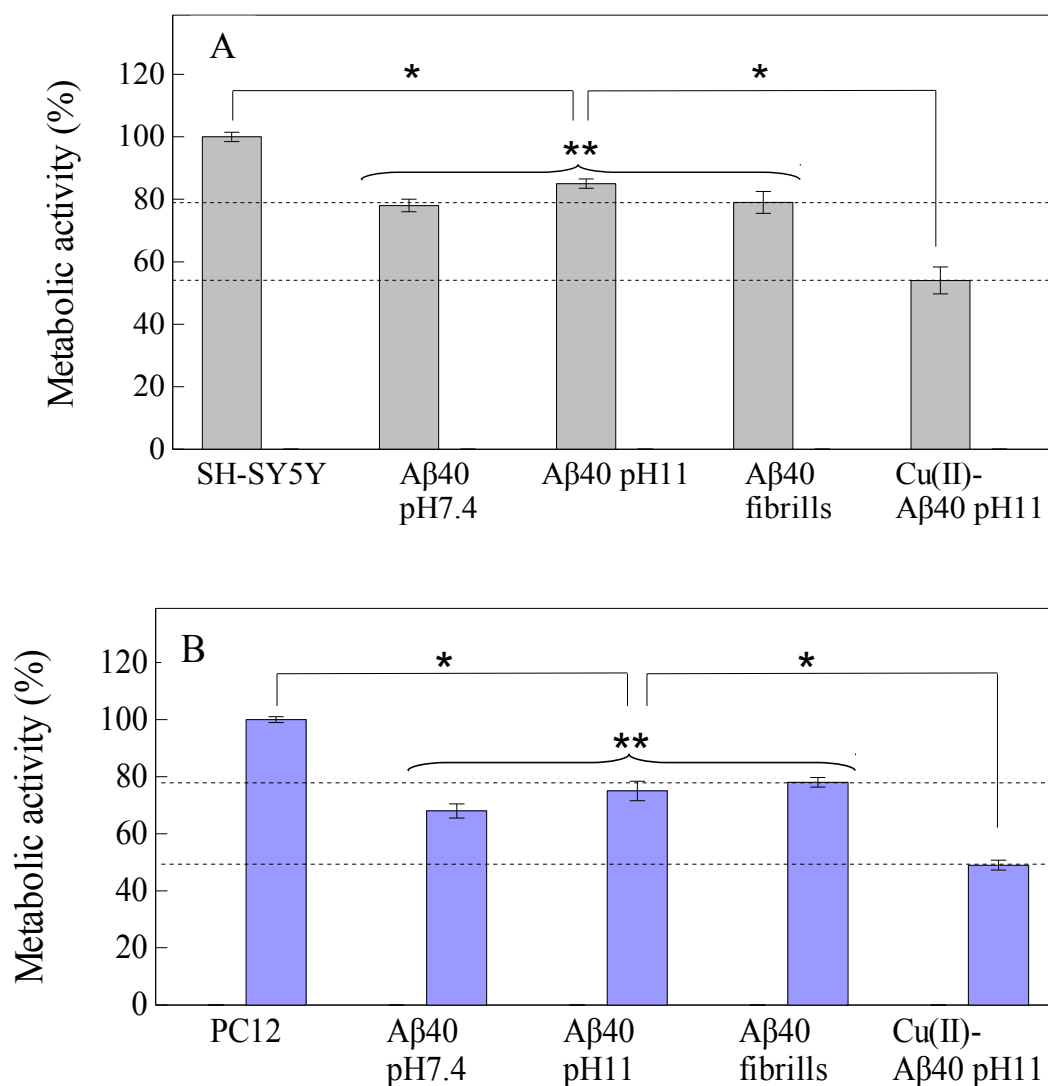 A
Metabolic activity (%)
120
100
80
60
40
20
0
*
*
**
SH-SY5Y
Aβ40
pH7.4
Aβ40 pH11
Aβ40
fibrills
Cu(II)-
Aβ40 pH11
B
Metabolic activity (%)
120
100
80
60
40
20
0
*
*
**
PC12
Aβ40
pH7.4
Aβ40
pH11
Aβ40
fibrills
Cu(II)-
Aβ40 pH11